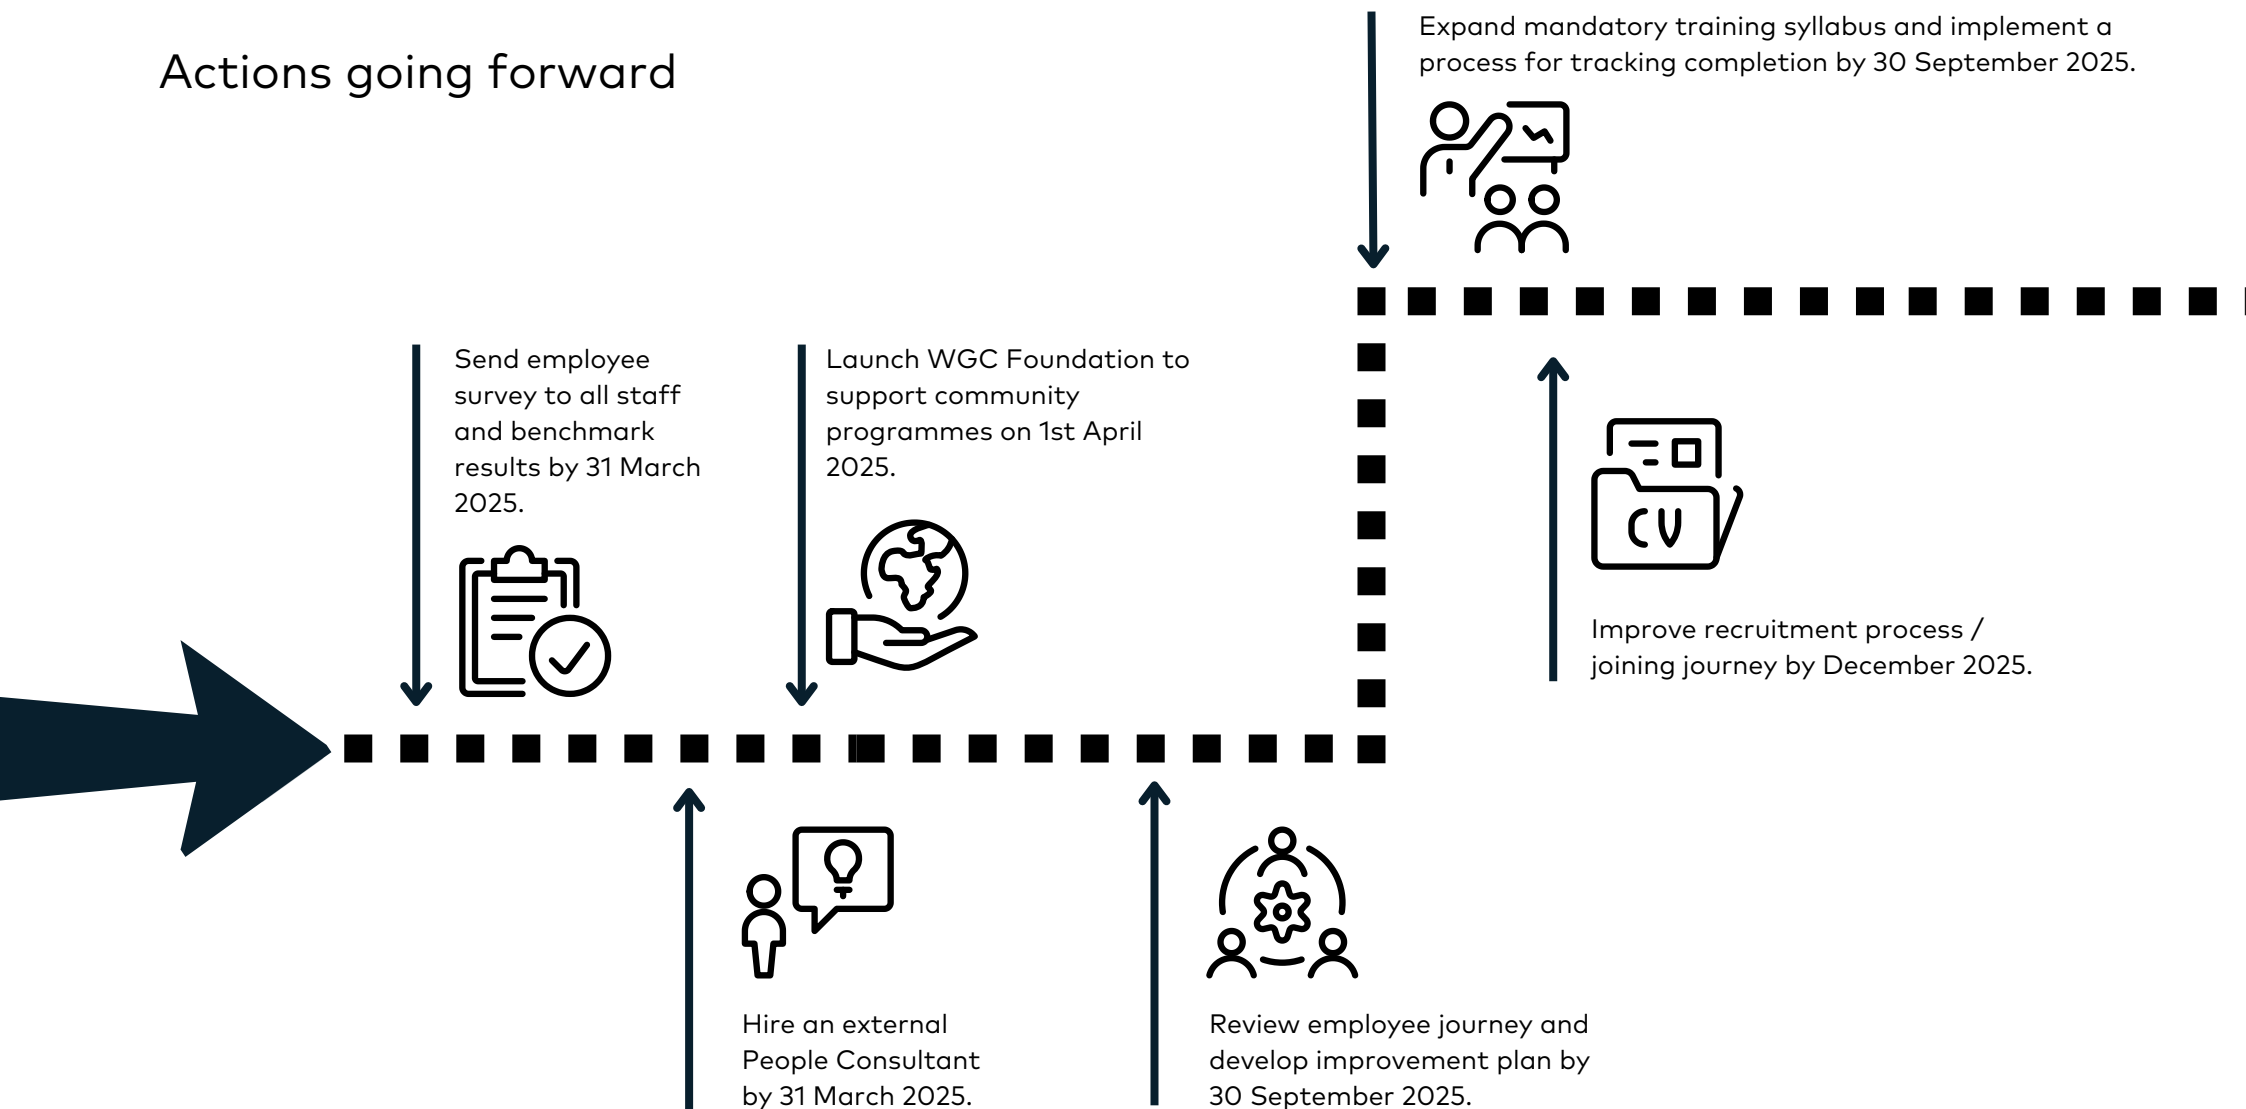 Actions going forward
Send employee
survey to all staff
and benchmark
results by 31 March
2025.
Hire an external
People Consultant
by 31 March 2025.
Launch WGC Foundation to
support community
programmes on 1st April
2025.
Review employee journey and
develop improvement plan by
30 September 2025.
Expand mandatory training syllabus and implement a
process for tracking completion by 30 September 2025.
CV
Improve recruitment process /
joining journey by December 2025.